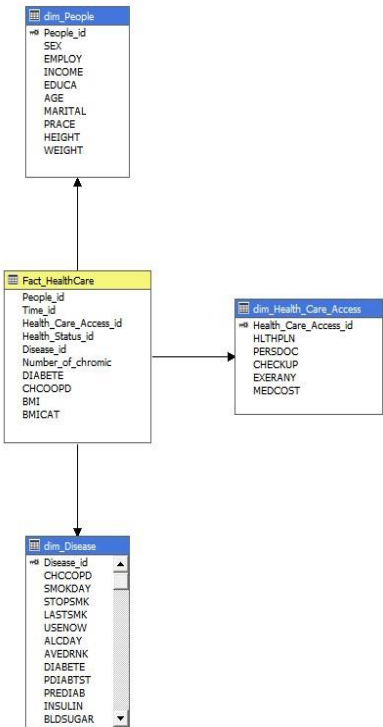 dim_People
People_id
SEX
EMPLOY
INCOME
EDUCA
AGE
MARITAL
PRACE
HEIGHT
WEIGHT
Fact_HealthCare
People_id
Time_id
Health_Care_Access_id
Health_Status_id
Disease_id
Number_of_chromic
DIABETE
CHCOOPD
BMI
BMICAT
dim_Health_Care_Access
Health_Care_Access_id
HLTHPLN
PERSDOC
CHECKUP
EXERANY
MEDCOST
dim_Disease
Disease_id
CHCCOPD
SMOKDAY
STOPSMK
LASTSMK
USENOW
ALCDAY
AVEDRNK
DIABETE
PDIABTST
PREDIAB
INSULIN
BLDSUGAR